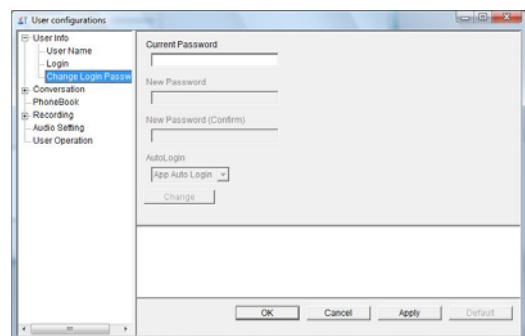 User configurations
User Info
User Name
Login
Change Login Passw
Conversation
PhoneBook
Recording
Audio Setting
User Operation
Current Password
New Password
New Password (Confirm)
AutoLogin
App Auto Login
Change
OK Cancel Apply Default